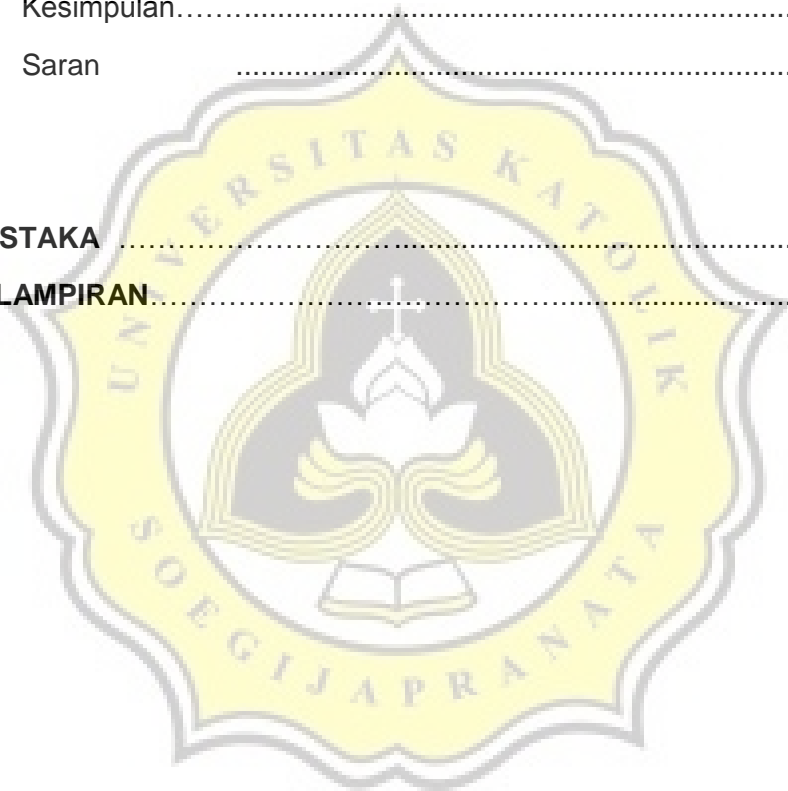 Kesimpulan……..................................................................
Saran ..................................................................
STAKA ……………………………..................................................
LAMPIRAN……………………………………..............................
UNIVERSITAS KATOLIK
SOEGIJAPRANATA